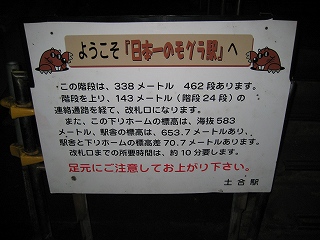 ようこそ『日本一のモグラ駅』へ
この階段は、338メートル 462段あります。
階段を上り、143メートル(階段24段)の
連絡通路を経て、改札口になります。
また、この下りホームの標高は、海抜583
メートル、駅舎の標高は、653.7メートルあり、
駅舎と下りホームの標高差70.7メートルあります。
改札口までの所要時間は、約10分要します。
足元にご注意してお上がり下さい。
土合駅